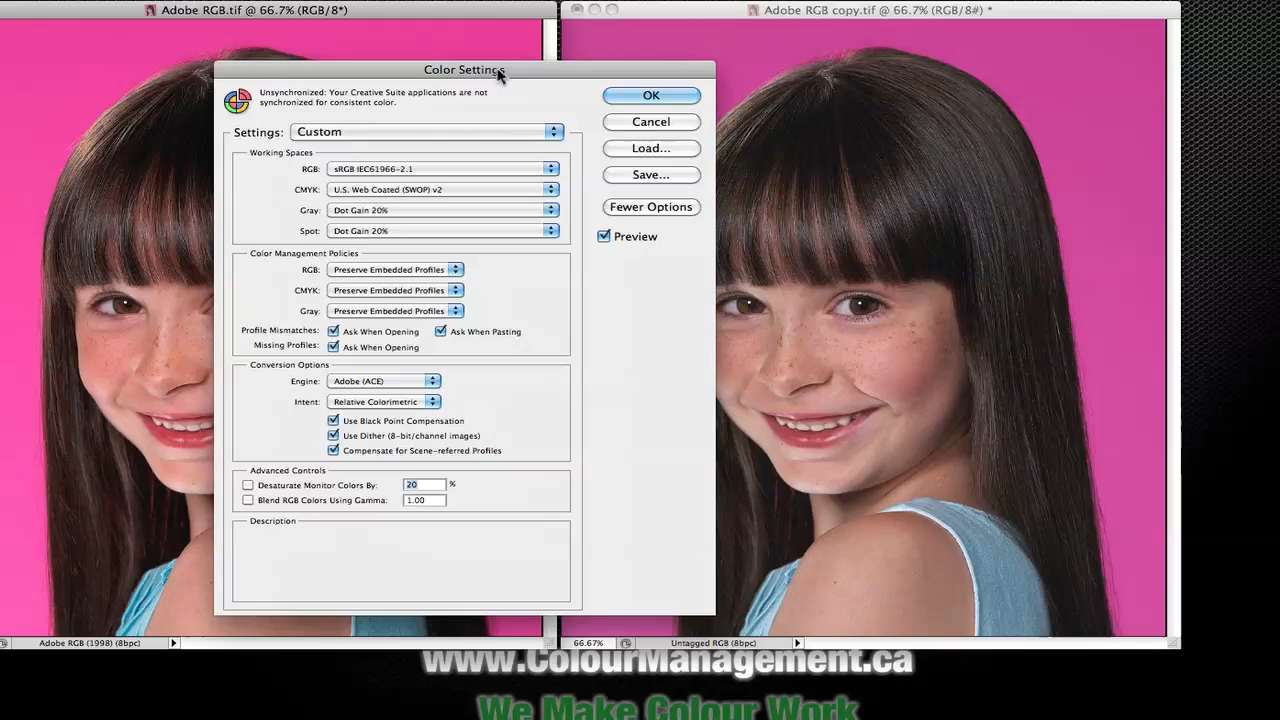 Adobe RGB.tif @ 66.7% (RGB/8*)
Adobe RGB copy.tif @ 66.7% (RGB/8#) *
Color Settings
Unsynchronized: Your Creative Suite applications are not
synchronized for consistent color.
Settings: Custom
Working Spaces
RGB: sRGB IEC61966-2.1
CMYK: U.S. Web Coated (SWOP) v2
Gray: Dot Gain 20%
Spot: Dot Gain 20%
Color Management Policies
RGB: Preserve Embedded Profiles
CMYK: Preserve Embedded Profiles
Gray: Preserve Embedded Profiles
Profile Mismatches: Ask When Opening Ask When Pasting
Missing Profiles: Ask When Opening
Conversion Options
Engine: Adobe (ACE)
Intent: Relative Colorimetric
Use Black Point Compensation
Use Dither (8-bit/channel images)
Compensate for Scene-referred Profiles
Advanced Controls
Desaturate Monitor Colors By: 20 %
Blend RGB Colors Using Gamma: 1.00
Description
OK
Cancel
Load...
Save...
Fewer Options
Preview
Adobe RGB (1998) (8bpc)
66.67% Untagged RGB (8bpc)
www.ColourManagement.ca
We Make Colour Work